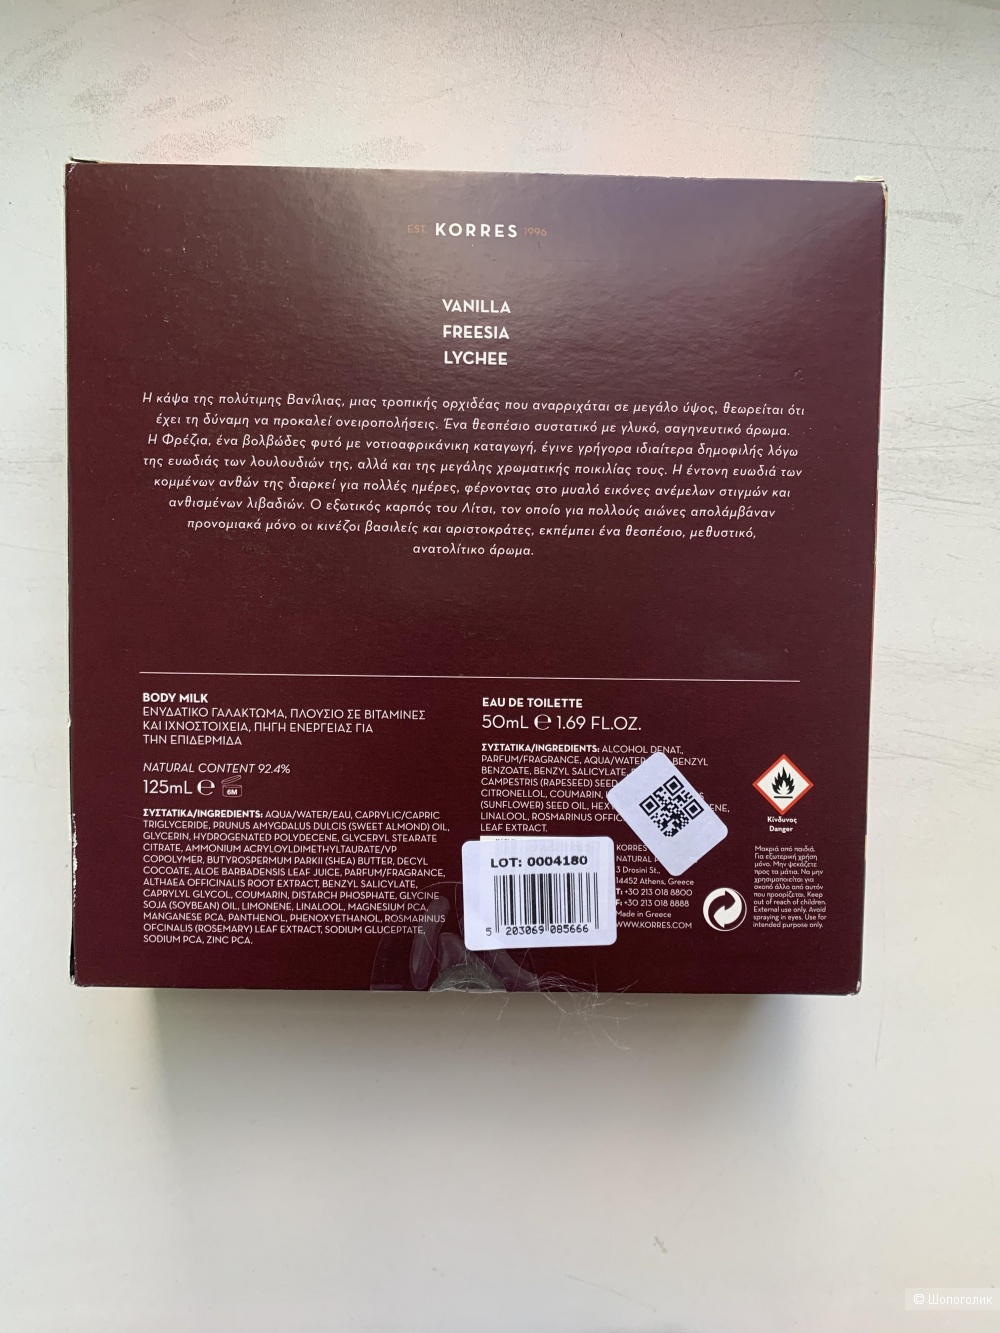 EST. KORRES 1996
VANILLA
FREESIA
LYCHEE
Η κάψα της πολύτιμης Βανίλιας, μιας τροπικής ορχιδέας που αναρριχάται σε μεγάλο ύψος, θεωρείται ότι
έχει τη δύναμη να προκαλεί ονειροπολήσεις. Ένα θεσπέσιο συστατικό με γλυκό, σαγηνευτικό άρωμα.
Η Φρέζια, ένα βολβώδες φυτό με νοτιοαφρικάνικη καταγωγή, έγινε γρήγορα ιδιαίτερα δημοφιλής λόγω
της ευωδιάς των λουλουδιών της, αλλά και της μεγάλης χρωματικής ποικιλίας τους. Η έντονη ευωδιά των
κομμένων ανθών της διαρκεί για πολλές ημέρες, φέρνοντας στο μυαλό εικόνες ανέμελων στιγμών και
ανθισμένων λιβαδιών. Ο εξωτικός καρπός του Λίτσι, τον οποίο για πολλούς αιώνες απολάμβαναν
προνομιακά μόνο οι κινέζοι βασιλείς και αριστοκράτες, εκπέμπει ένα θεσπέσιο, μεθυστικό,
ανατολίτικο άρωμα.
BODY MILK
ΕΝΥΔΑΤΙΚΟ ΓΑΛΑΚΤΩΜΑ, ΠΛΟΥΣΙΟ ΣΕ ΒΙΤΑΜΙΝΕΣ
ΚΑΙ ΙΧΝΟΣΤΟΙΧΕΙΑ, ΠΗΓΗ ΕΝΕΡΓΕΙΑΣ ΓΙΑ
ΤΗΝ ΕΠΙΔΕΡΜΙΔΑ
NATURAL CONTENT 92.4%
125mL ℮ 6M
ΣΥΣΤΑΤΙΚΑ/INGREDIENTS: AQUA/WATER/EAU, CAPRYLIC/CAPRIC
TRIGLYCERIDE, PRUNUS AMYGDALUS DULCIS (SWEET ALMOND) OIL,
GLYCERIN, HYDROGENATED POLYDECENE, GLYCERYL STEARATE
CITRATE, AMMONIUM ACRYLOYLDIMETHYLTAURATE/VP
COPOLYMER, BUTYROSPERMUM PARKII (SHEA) BUTTER, DECYL
COCOATE, ALOE BARBADENSIS LEAF JUICE, PARFUM/FRAGRANCE,
ALTHAEA OFFICINALIS ROOT EXTRACT, BENZYL SALICYLATE,
CAPRYLYL GLYCOL, COUMARIN, DISTARCH PHOSPHATE, GLYCINE
SOJA (SOYBEAN) OIL, LIMONENE, LINALOOL, MAGNESIUM PCA,
MANGANESE PCA, PANTHENOL, PHENOXYETHANOL, ROSMARINUS
OFCINALIS (ROSEMARY) LEAF EXTRACT, SODIUM GLUCEPTATE,
SODIUM PCA, ZINC PCA.
EAU DE TOILETTE
50mL ℮ 1.69 FL.OZ.
ΣΥΣΤΑΤΙΚΑ/INGREDIENTS: ALCOHOL DENAT.,
PARFUM/FRAGRANCE, AQUA/WATER BENZYL
BENZOATE, BENZYL SALICYLATE,
CAMPESTRIS (RAPESEED) SEED
CITRONELLOL, COUMARIN,
(SUNFLOWER) SEED OIL, HEX
LINALOOL, ROSMARINUS OFFIC
LEAF EXTRACT.
LOT: 0004180
5 203069 085666
KORRES
NATURAL
3 Drosini St.,
14452 Athens, Greece
T: +30 213 018 8800
F: +30 213 018 8888
Made in Greece
WWW.KORRES.COM
Κίνδυνος
Danger
Μακριά από παιδιά.
Για εξωτερική χρήση
μόνο. Μην ψεκάζετε
προς τα μάτια. Να μην
χρησιμοποιείται για
σκοπό άλλο από αυτόν
που προορίζεται. Keep
out of reach of children.
External use only. Avoid
spraying in eyes. Use for
intended purpose only.
© Шопоголик